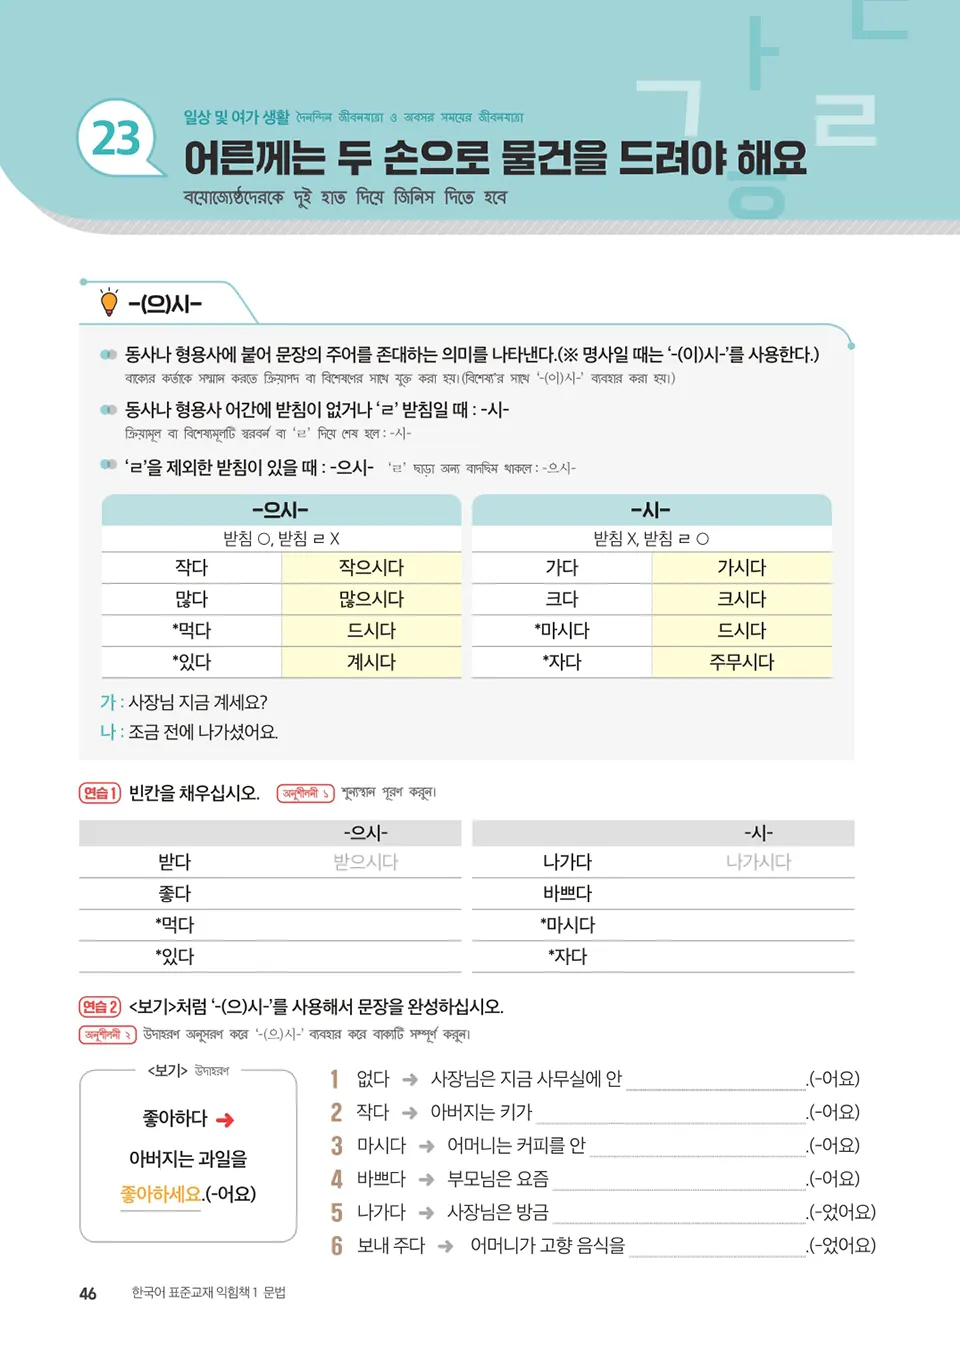 23
일상 및 여가 생활 দৈনন্দিন জীবনযাত্রা ও অবসর সময়ের জীবনযাত্রা
어른께는 두 손으로 물건을 드려야 해요
বয়োজ্যেষ্ঠদেরকে দুই হাত দিয়ে জিনিস দিতে হবে
-(으)시-
동사나 형용사에 붙어 문장의 주어를 존대하는 의미를 나타낸다.(※ 명사일 때는 ‘-(이)시-’를 사용한다.)
বাক্যের কর্তাকে সম্মান করতে ক্রিয়াপদ বা বিশেষণের সাথে যুক্ত করা হয়।(বিশেষ্য'র সাথে ‘-(이)시-’ ব্যবহার করা হয়।)
동사나 형용사 어간에 받침이 없거나 ‘ㄹ’ 받침일 때 : -시-
ক্রিয়ামূল বা বিশেষ্যমূলটি স্বরবর্ন বা ‘ㄹ’ দিয়ে শেষ হলে : -시-
‘ㄹ’을 제외한 받침이 있을 때 : -으시- ‘ㄹ’ ছাড়া অন্য বাদছিম থাকলে : -으시-
-으시- -시-
받침 ○, 받침 ㄹ X 받침 X, 받침 ㄹ ○
작다 작으시다 가다 가시다
많다 많으시다 크다 크시다
*먹다 드시다 *마시다 드시다
*있다 계시다 *자다 주무시다
가 : 사장님 지금 계세요?
나 : 조금 전에 나가셨어요.
연습 1 빈칸을 채우십시오. অনুশীলনী ১ শূন্যস্থান পূরণ করুন।
-으시- -시-
받다 받으시다 나가다 나가시다
좋다 바쁘다
*먹다 *마시다
*있다 *자다
연습 2 <보기>처럼 ‘-(으)시-’를 사용해서 문장을 완성하십시오.
অনুশীলনী ২ উদাহরণ অনুসরণ করে ‘-(으)시-’ ব্যবহার করে বাক্যটি সম্পূর্ণ করুন।
<보기> উদাহরণ
좋아하다 ➜
아버지는 과일을
좋아하세요.(-어요)
1 없다 ➜ 사장님은 지금 사무실에 안 .(-어요)
2 작다 ➜ 아버지는 키가 .(-어요)
3 마시다 ➜ 어머니는 커피를 안 .(-어요)
4 바쁘다 ➜ 부모님은 요즘 .(-어요)
5 나가다 ➜ 사장님은 방금 .(-었어요)
6 보내 주다 ➜ 어머니가 고향 음식을 .(-었어요)
46 한국어 표준교재 익힘책 1 문법